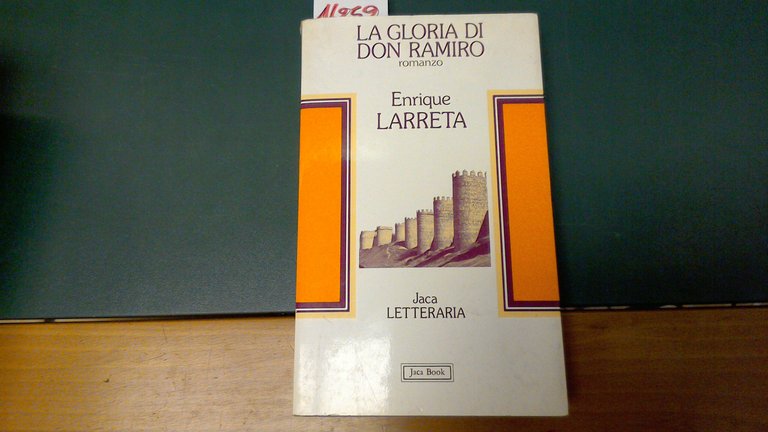 LA GLORIA DI
DON RAMIRO
romanzo
Enrique
LARRETA
Jaca
LETTERARIA
Jaca Book